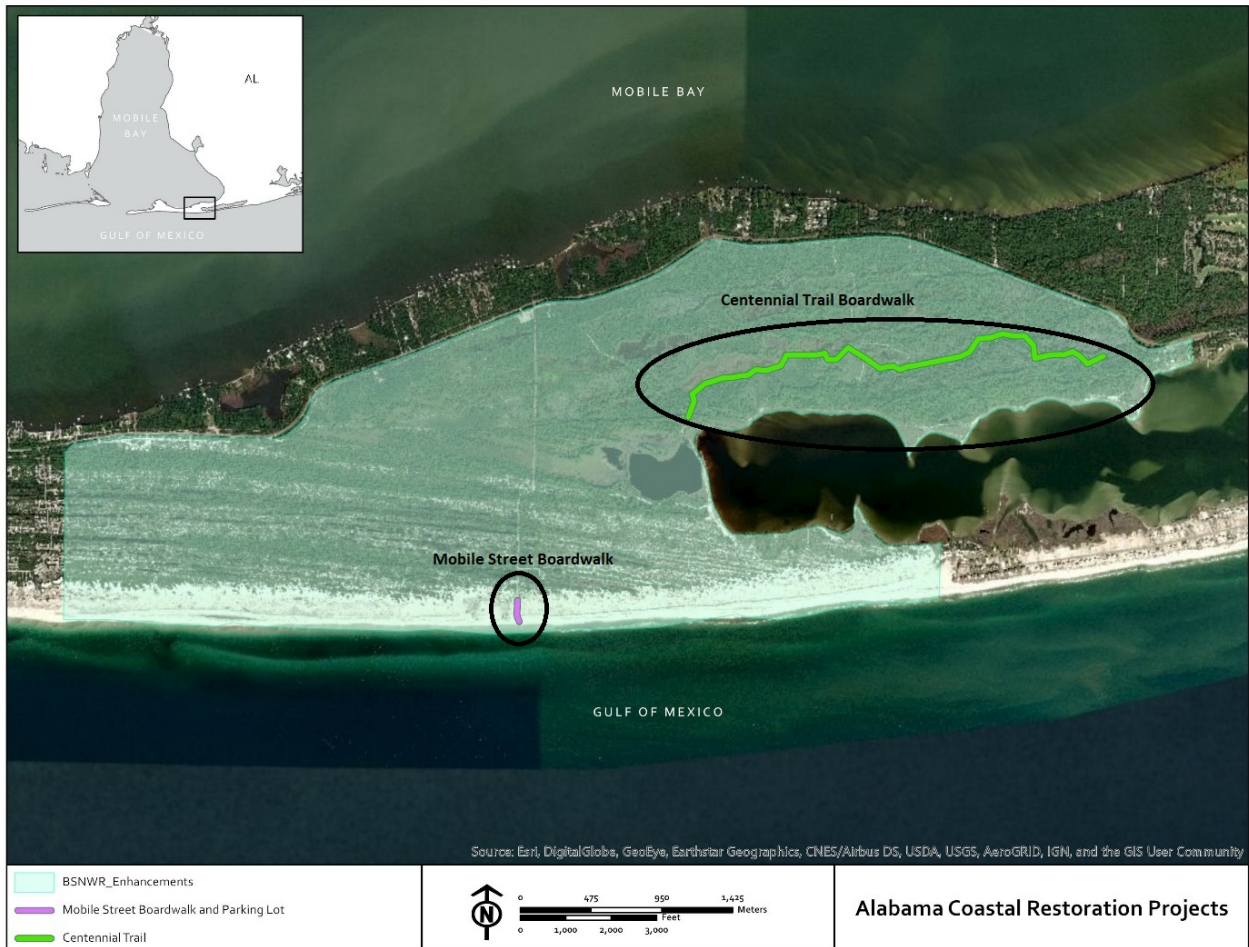 AL
MOBILE
BAY
GULF OF MEXICO
MOBILE BAY
Centennial Trail Boardwalk
Mobile Street Boardwalk
GULF OF MEXICO
Source: Esri, DigitalGlobe, GeoEye, Earthstar Geographics, CNES/Airbus DS, USDA, USGS, AeroGRID, IGN, and the GIS User Community
BSNWR_Enhancements
Mobile Street Boardwalk and Parking Lot
Centennial Trail
N
0 475 950 1,425
Meters
Feet
0 1,000 2,000 3,000
Alabama Coastal Restoration Projects